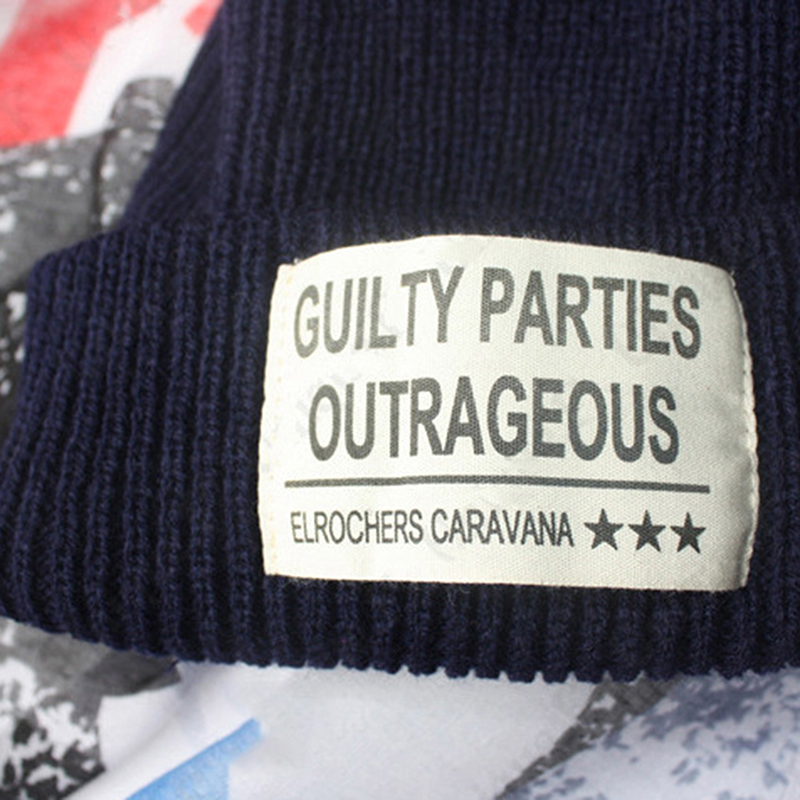 GUILTY PARTIES
OUTRAGEOUS
ELROCHERS CARAVANA ★★★